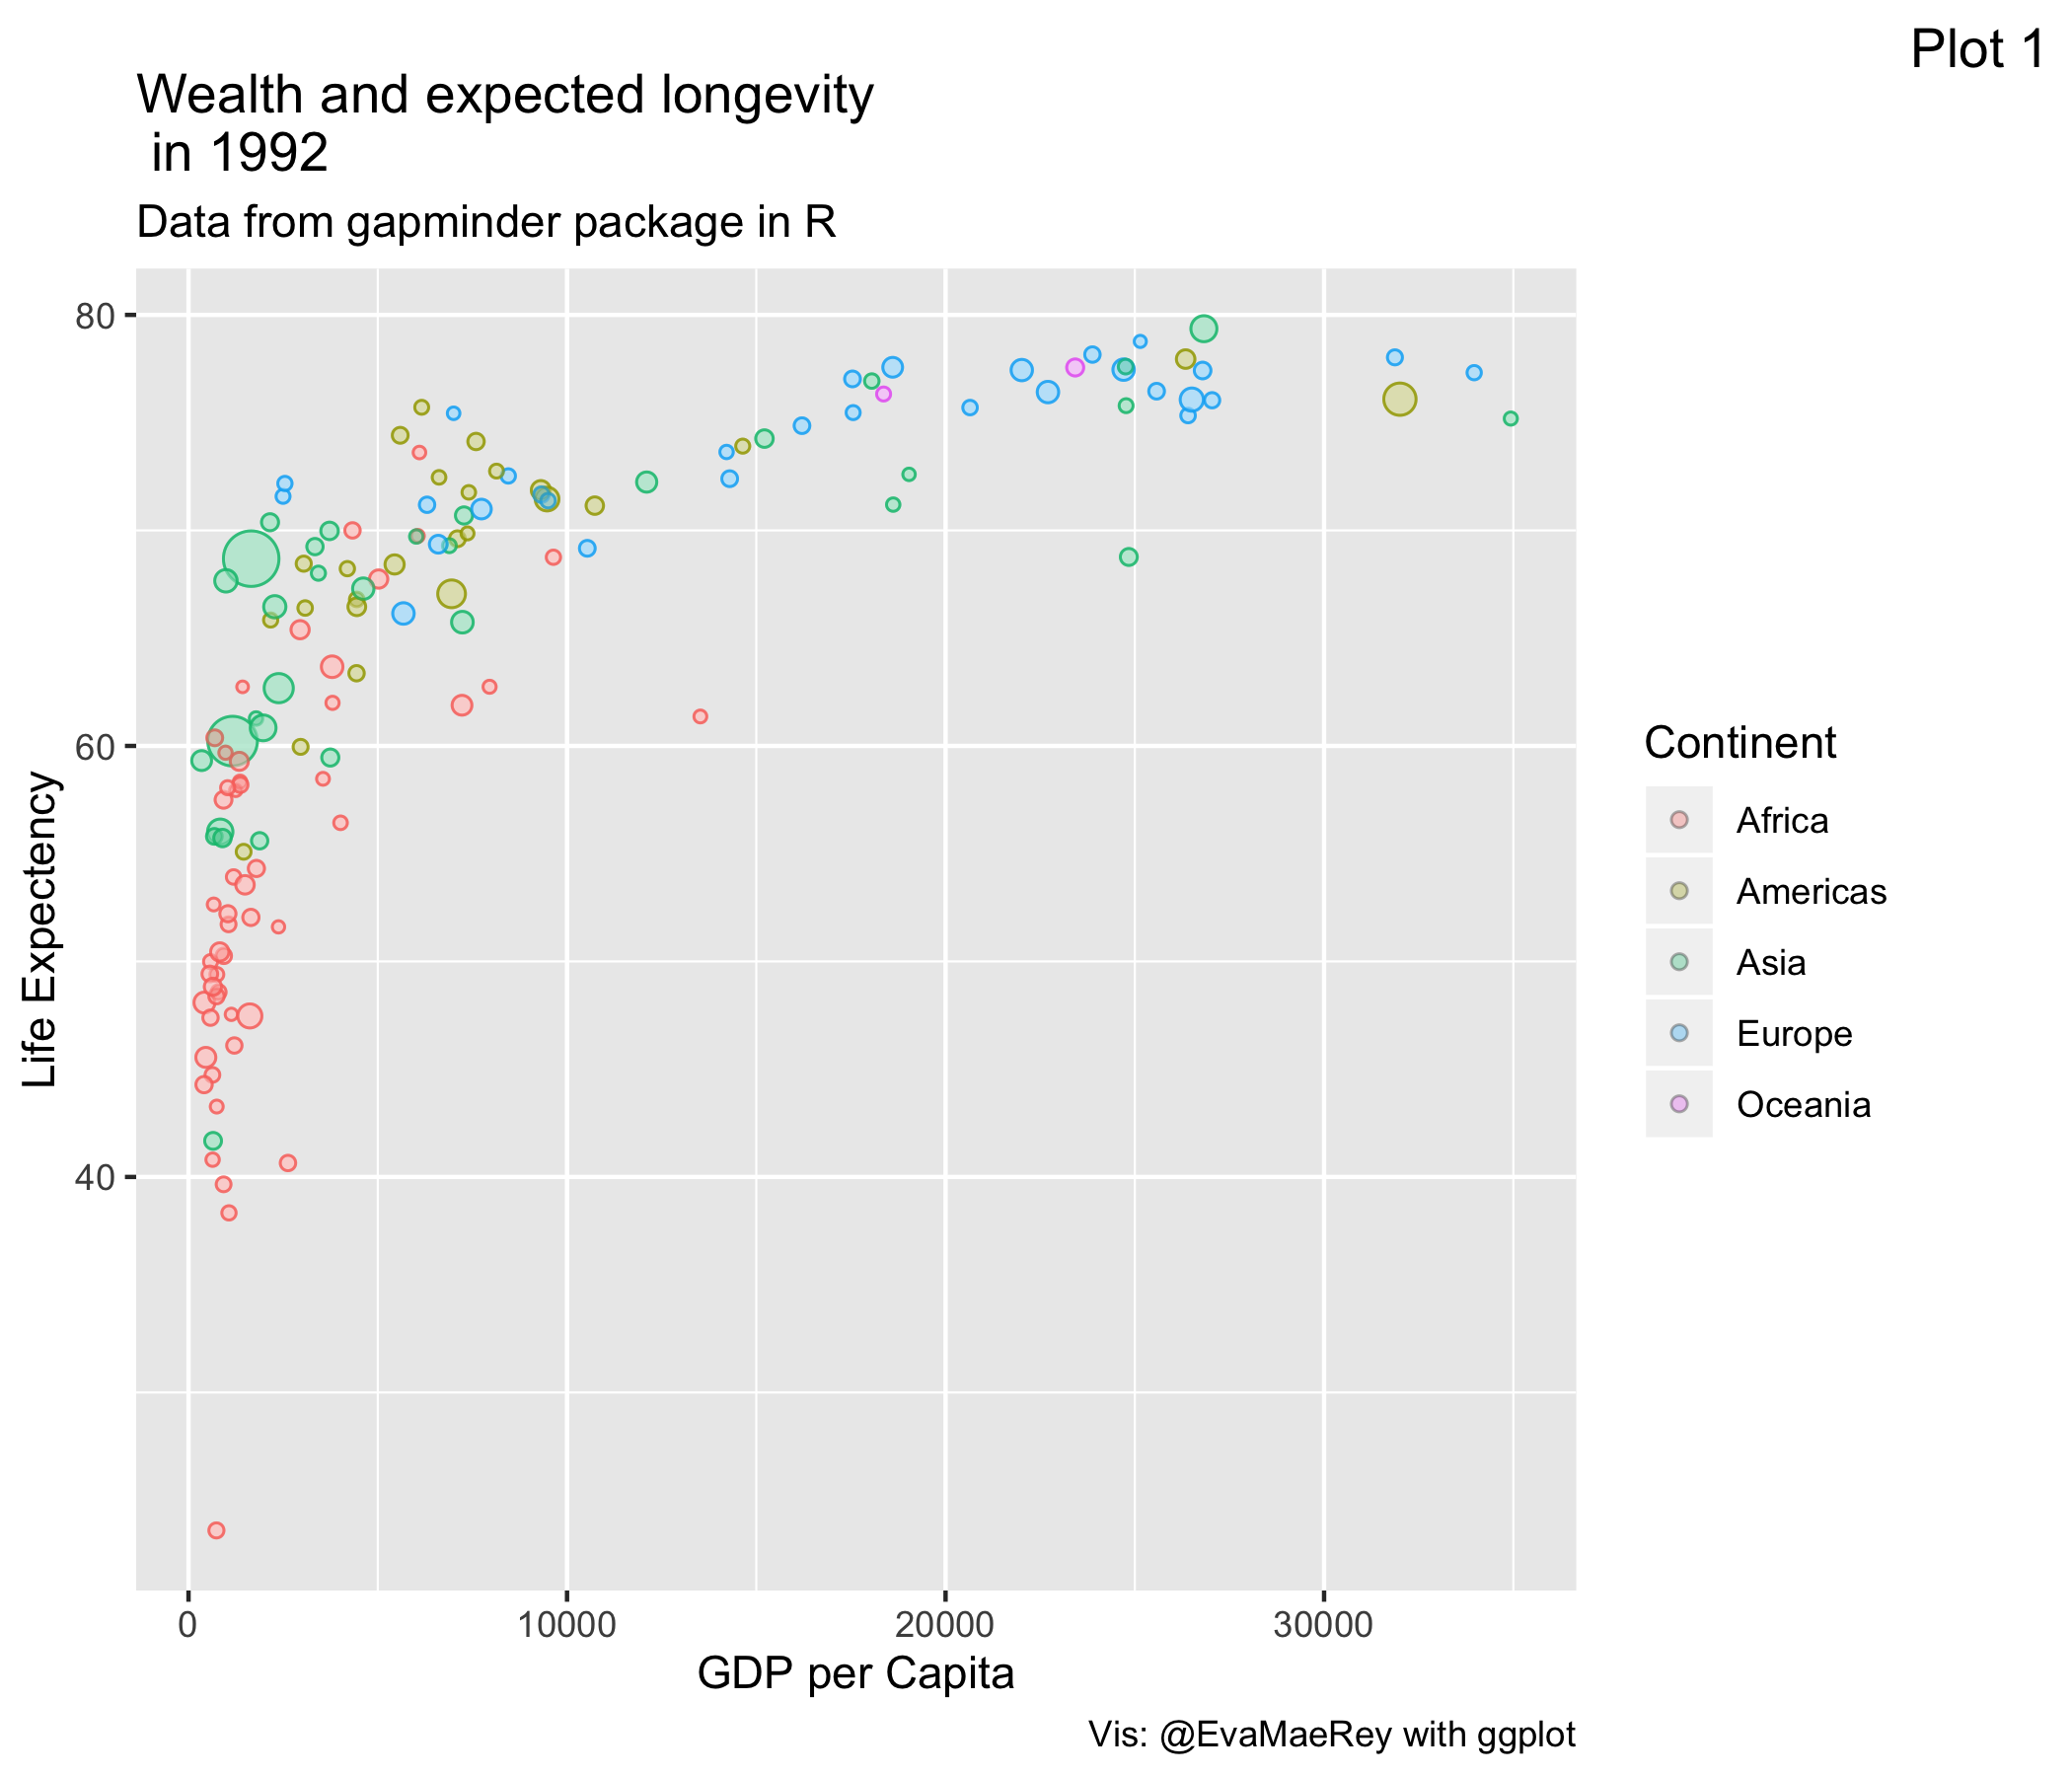 Plot 1
Wealth and expected longevity
in 1992
Data from gapminder package in R
80
60
40
Life Expectency
0 10000 20000 30000
GDP per Capita
Continent
Africa
Americas
Asia
Europe
Oceania
Vis: @EvaMaeRey with ggplot